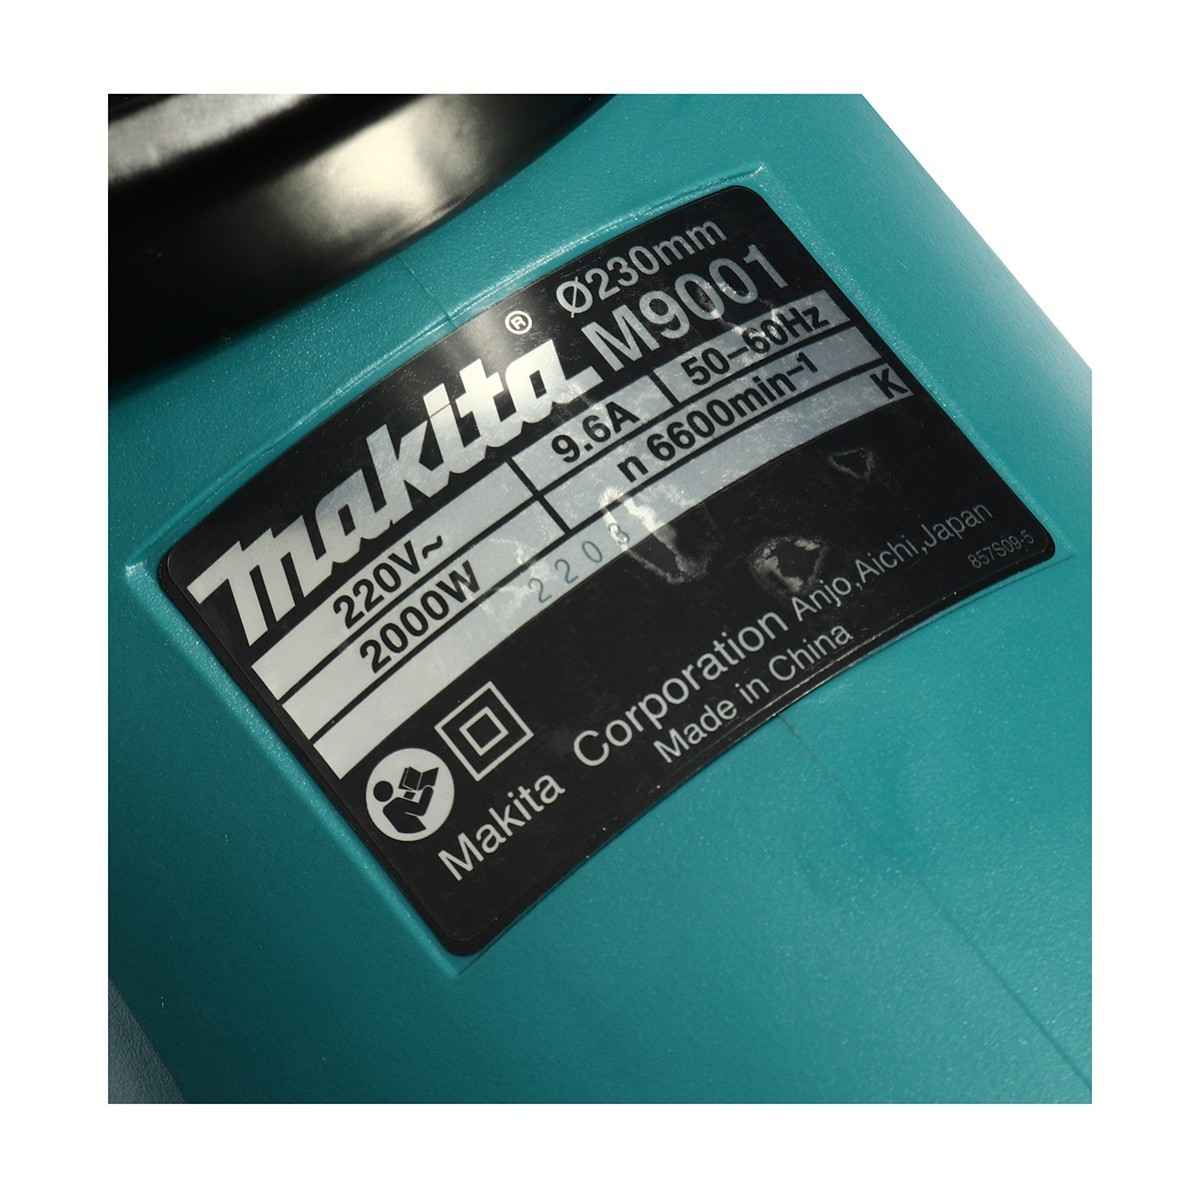 makita®
Ø230mm
M9001
220V~ 9.6A 50-60Hz
2000W n 6600min-1
K
Makita Corporation Anjo,Aichi,Japan
Made in China
857S09-5